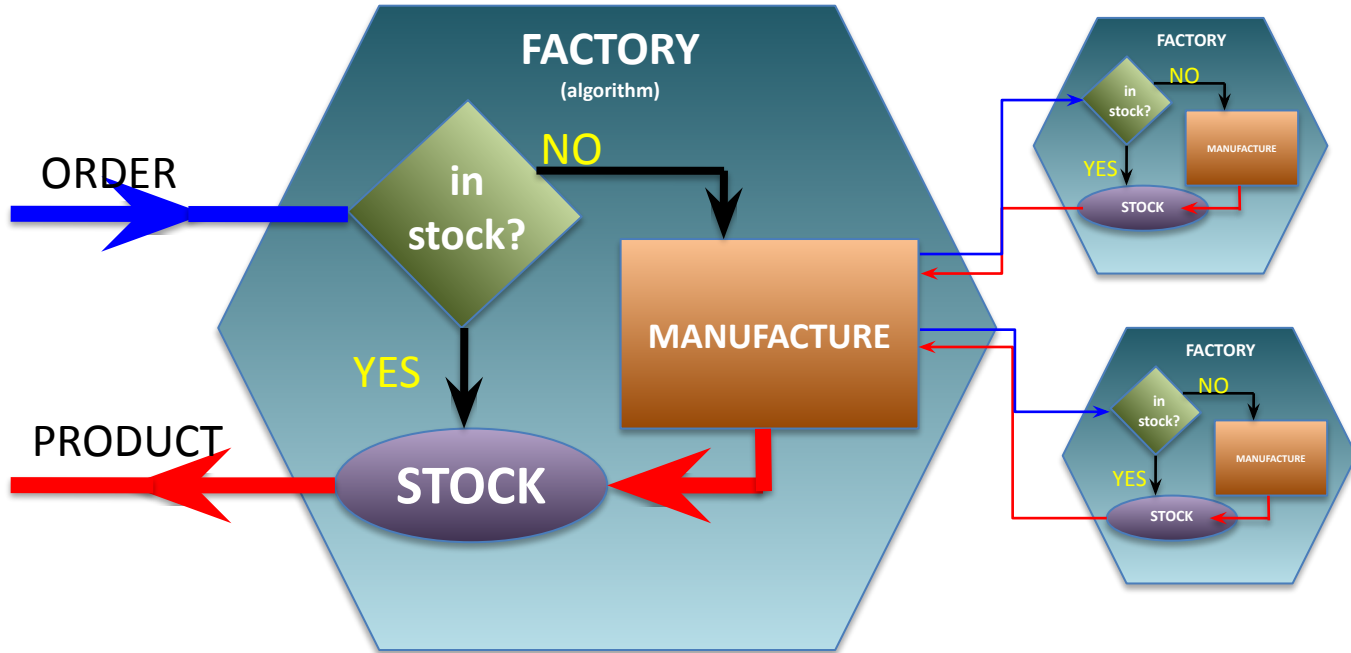 FACTORY
(algorithm)
ORDER
in
stock?
NO
YES
MANUFACTURE
PRODUCT
STOCK
FACTORY
in
stock?
NO
MANUFACTURE
YES
STOCK
FACTORY
in
stock?
NO
MANUFACTURE
YES
STOCK